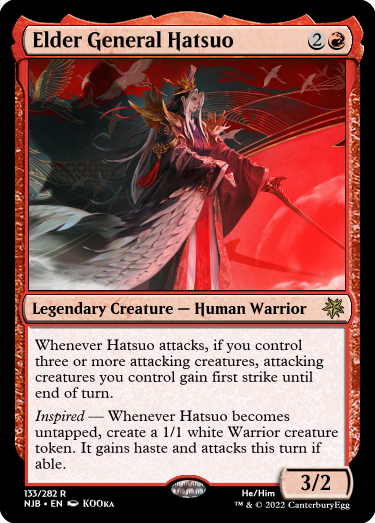 Elder General Hatsuo 2
Legendary Creature — Human Warrior
Whenever Hatsuo attacks, if you control
three or more attacking creatures, attacking
creatures you control gain first strike until
end of turn.
Inspired — Whenever Hatsuo becomes
untapped, create a 1/1 white Warrior creature
token. It gains haste and attacks this turn if
able.
3/2
133/282 R He/Him
NJB • EN KOOKA ™ & © 2022 CanterburyEgg